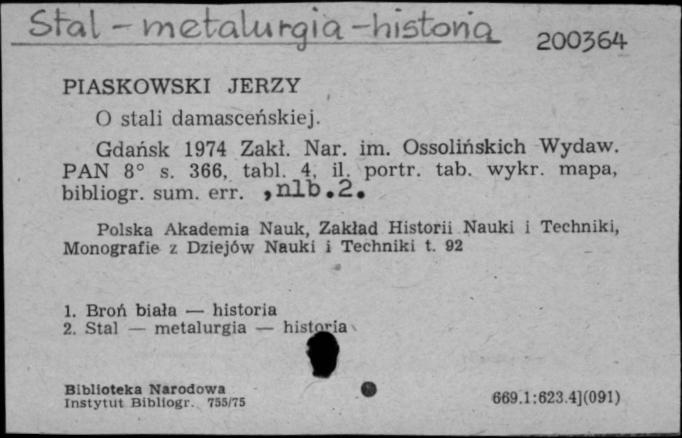 Stal - metalurgia - historia
200364
PIASKOWSKI JERZY
O stali damasceńskiej.
Gdańsk 1974 Zakł. Nar. im. Ossolińskich Wydaw.
PAN 8° s. 366, tabl. 4, il. portr. tab. wykr. mapa,
bibliogr. sum. err. ,nlb.2.
Polska Akademia Nauk, Zakład Historii Nauki i Techniki,
Monografie z Dziejów Nauki i Techniki t. 92
1. Broń biała — historia
2. Stal — metalurgia — historia
Biblioteka Narodowa
Instytut Bibliogr. 755/75
669.1:623.4](091)